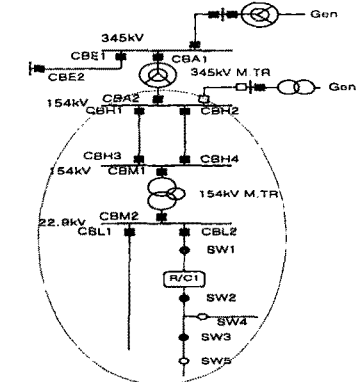 Gen
345kV
CBE1
CBA1
CBE2
345kV M.TR
Gen
154kV
CBA2
CBH1
CBH2
CBH3
CBH4
154kV
CBM1
154kV M.TR
22.9kV
CBM2
CBL1
CBL2
SW1
R/C1
SW2
SW4
SW3
SW5